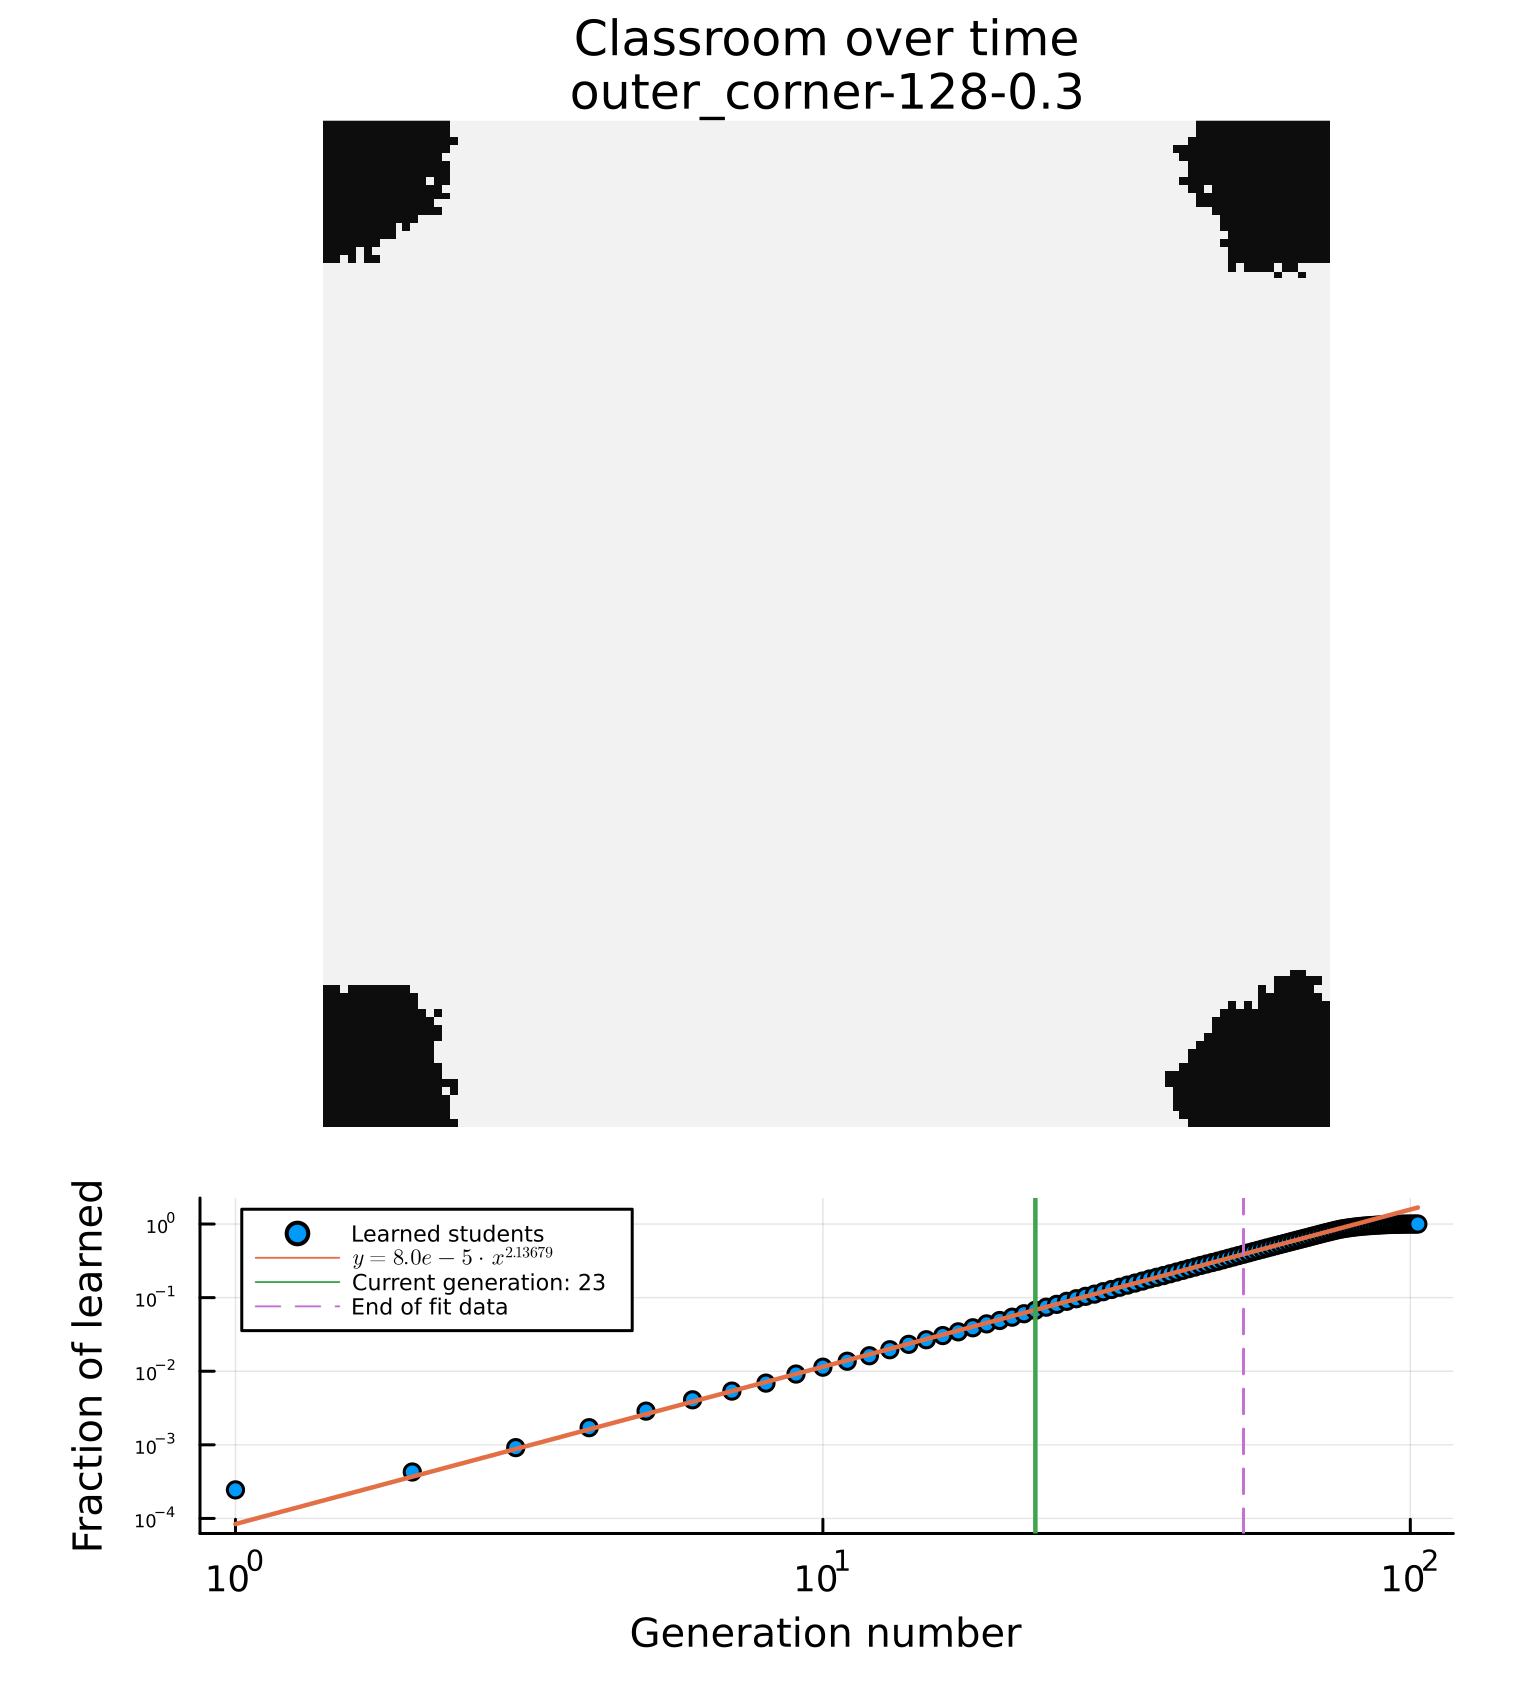 Classroom over time
outer_corner-128-0.3
Fraction of learned
10^0
10^-1
10^-2
10^-3
10^-4
Learned students
y = 8.0e − 5 · x^2.13679
Current generation: 23
End of fit data
10^0 10^1 10^2
Generation number